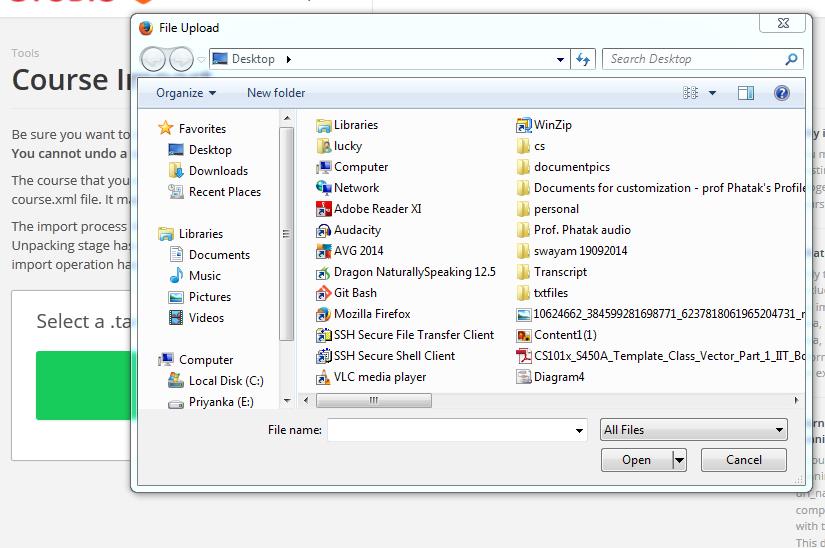 File Upload
Desktop
Search Desktop
Organize
New folder
Tools
Course
Be sure you want to
You cannot undo a
The course that you
course.xml file. It
The import process
Unpacking stage
import operation
Select a
Favorites
Desktop
Downloads
Recent Places
Libraries
Documents
Music
Pictures
Videos
Computer
Local Disk (C:)
Priyanka (E:)
Libraries
lucky
Computer
Network
Adobe Reader XI
Audacity
AVG 2014
Dragon NaturallySpeaking 12.5
Git Bash
Mozilla Firefox
SSH Secure File Transfer Client
SSH Secure Shell Client
VLC media player
WinZip
cs
documentpics
Documents for customization - prof Phatak's Profile
personal
Prof. Phatak audio
swayam 19092014
Transcript
txtfiles
10624662_384599281698771_6237818061965204731_
Content1(1)
CS101x_S450A_Template_Class_Vector_Part_1_IIT_Bo
Diagram4
File name:
All Files
Open
Cancel
with t
This d